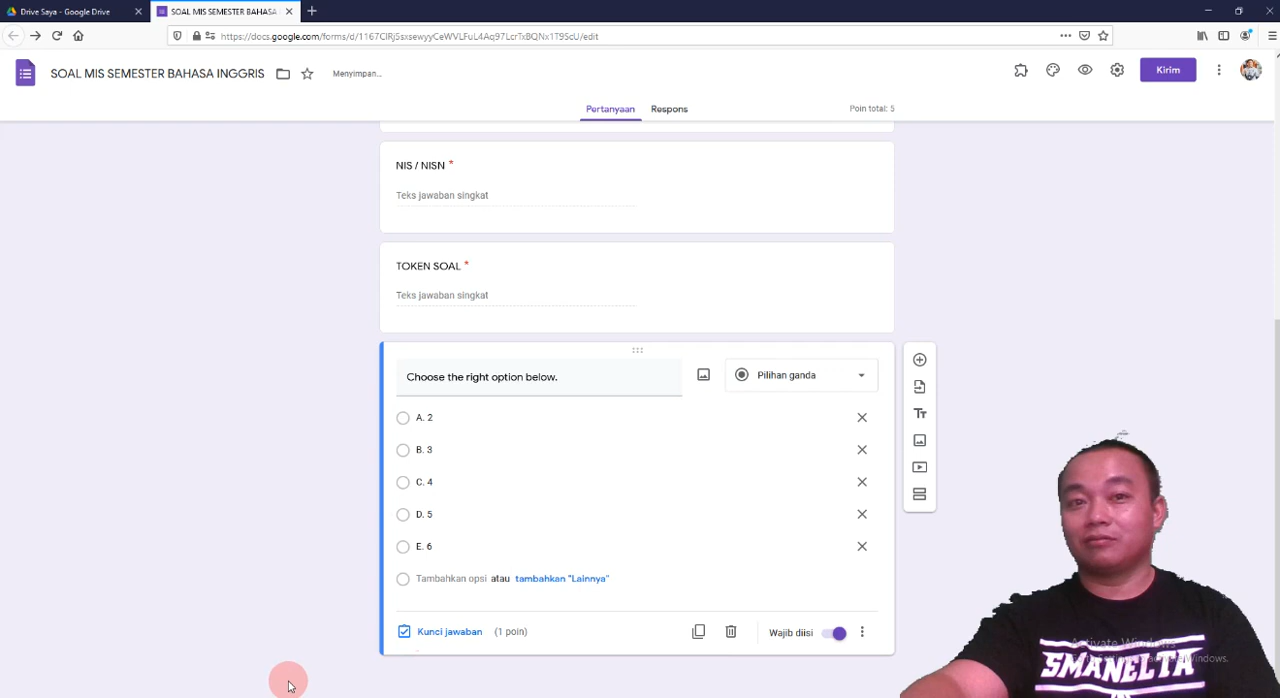 Drive Saya - Google Drive
SOAL MIS SEMESTER BAHASA
https://docs.google.com/forms/d/1167ClRjSsxsewyyCeWVLFuL4Aq97LcrTxBQNx1T9ScU/edit
SOAL MIS SEMESTER BAHASA INGGRIS
Menyimpan...
Kirim
Pertanyaan
Respons
Poin total: 5
NIS / NISN *
Teks jawaban singkat
TOKEN SOAL *
Teks jawaban singkat
Choose the right option below.
Pilihan ganda
A. 2
B. 3
C. 4
D. 5
E. 6
Tambahkan opsi atau tambahkan "Lainnya"
Kunci jawaban (1 poin)
Wajib diisi
Activate Windows
SMANELTA